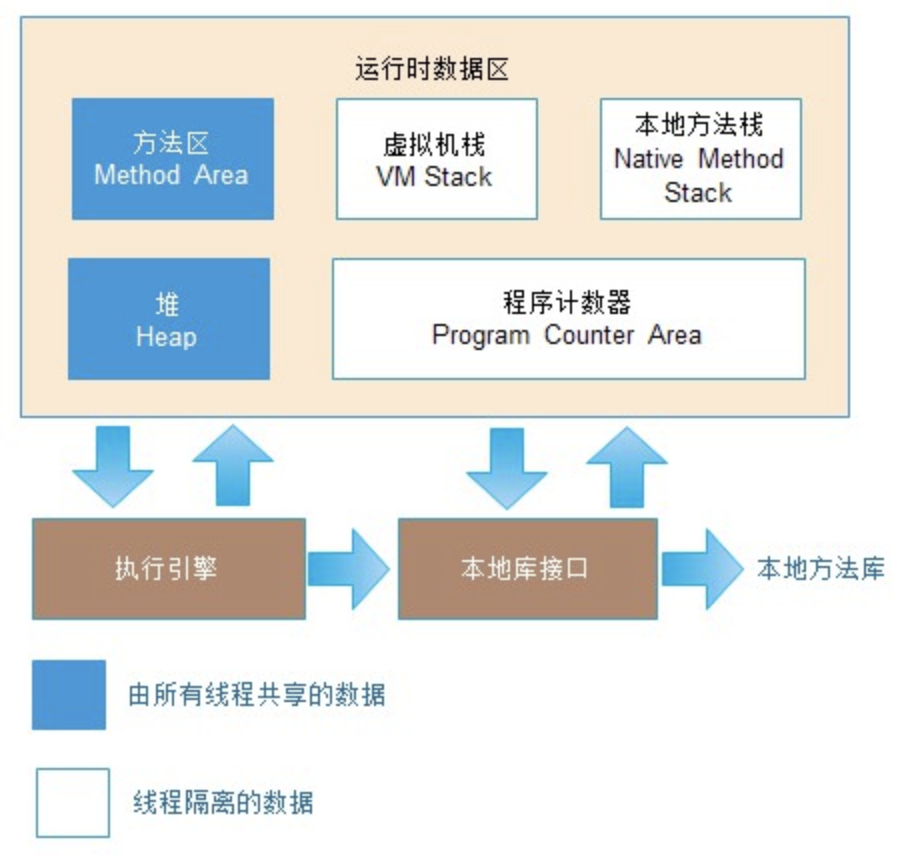 运行时数据区
方法区
Method Area
虚拟机栈
VM Stack
本地方法栈
Native Method
Stack
堆
Heap
程序计数器
Program Counter Area
执行引擎
本地库接口
本地方法库
由所有线程共享的数据
线程隔离的数据